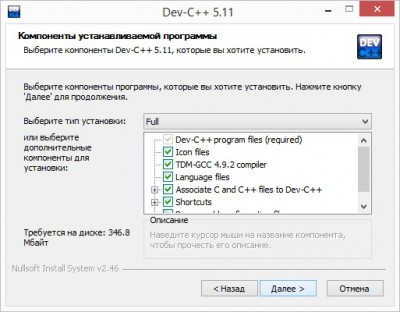 Dev-C++ 5.11
Компоненты устанавливаемой программы
Выберите компоненты Dev-C++ 5.11, которые вы хотите установить.
DEV
Выберите компоненты программы, которые вы хотите установить. Нажмите кнопку
"Далее" для продолжения.
Выберите тип установки:
Full
или выберите
дополнительные
компоненты для
установки:
Dev-C++ program files (required)
Icon files
TDM-GCC 4.9.2 compiler
Language files
Associate C and C++ files to Dev-C++
Shortcuts
Требуется на диске: 346.8
Мбайт
Описание
Наведите курсор мыши на название компонента,
чтобы прочесть его описание.
Nullsoft Install System v2.46
< Назад
Далее >
Отмена